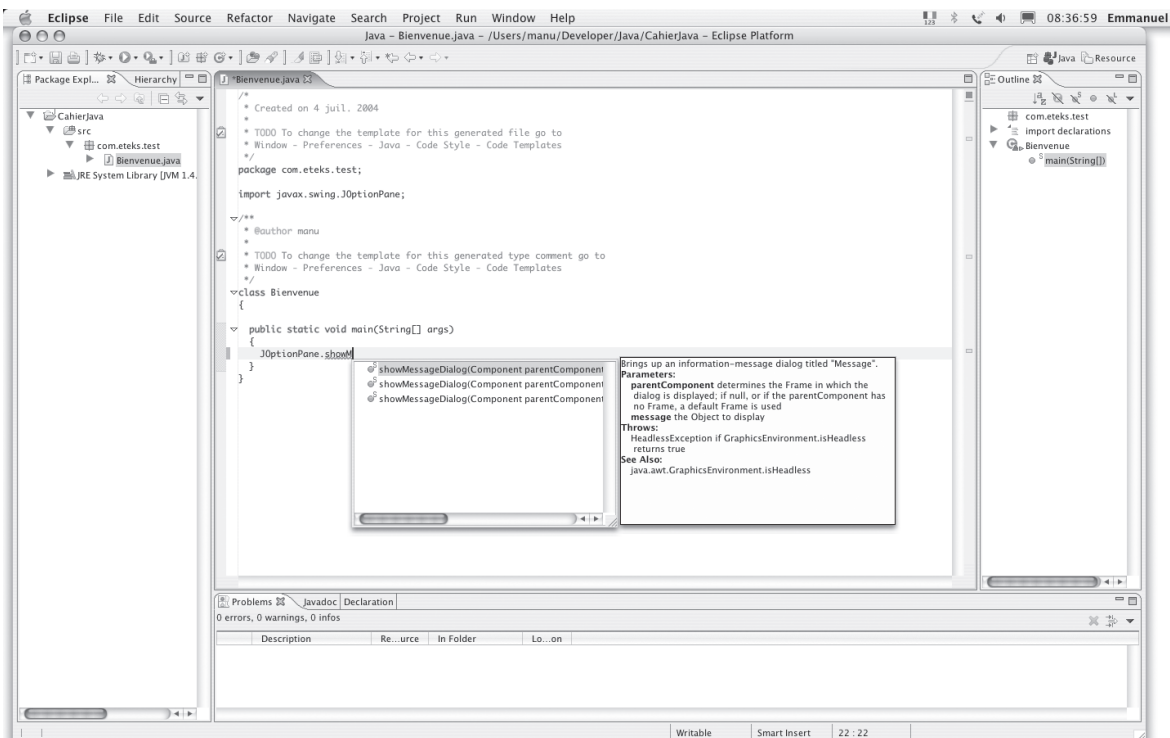 Eclipse File Edit Source Refactor Navigate Search Project Run Window Help 08:36:59 Emmanuel
Java – Bienvenue.java – /Users/manu/Developer/Java/CahierJava – Eclipse Platform
Java Resource
Package Expl... Hierarchy
CahierJava
src
com.eteks.test
Bienvenue.java
JRE System Library [JVM 1.4.
*Bienvenue.java
/*
* Created on 4 juil. 2004
*
* TODO To change the template for this generated file go to
* Window - Preferences - Java - Code Style - Code Templates
*/
package com.eteks.test;
import javax.swing.JOptionPane;
/**
* @author manu
*
* TODO To change the template for this generated type comment go to
* Window - Preferences - Java - Code Style - Code Templates
*/
class Bienvenue
{
public static void main(String[] args)
{
JOptionPane.showM
}
}
showMessageDialog(Component parentComponent
showMessageDialog(Component parentComponent
showMessageDialog(Component parentComponent
Brings up an information-message dialog titled "Message".
Parameters:
parentComponent determines the Frame in which the
dialog is displayed; if null, or if the parentComponent has
no Frame, a default Frame is used
message the Object to display
Throws:
HeadlessException if GraphicsEnvironment.isHeadless
returns true
See Also:
java.awt.GraphicsEnvironment.isHeadless
Outline
com.eteks.test
import declarations
Bienvenue
main(String[])
Problems Javadoc Declaration
0 errors, 0 warnings, 0 infos
Description Re...urce In Folder Lo...on
Writable Smart Insert 22 : 22